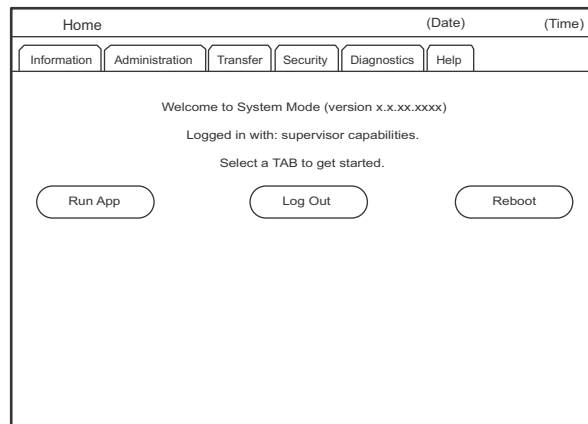 Home (Date) (Time)
Information Administration Transfer Security Diagnostics Help
Welcome to System Mode (version x.x.xx.xxxx)
Logged in with: supervisor capabilities.
Select a TAB to get started.
Run App Log Out Reboot